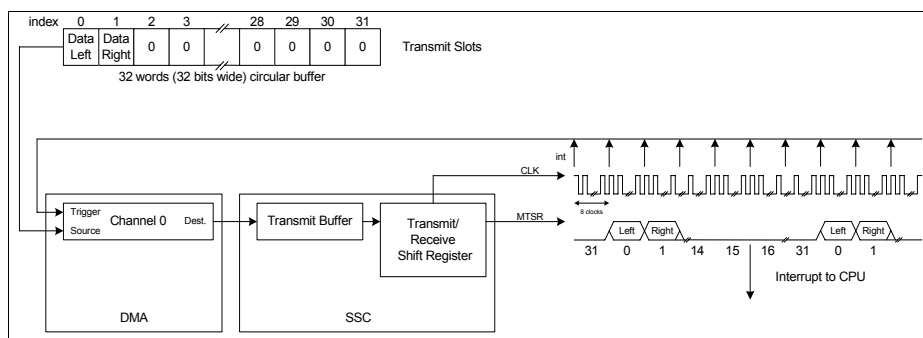 index 0 1 2 3 28 29 30 31
Data Left
Data Right
0 0 0 0 0 0
Transmit Slots
32 words (32 bits wide) circular buffer
int
CLK
8 clocks
Trigger
Source
Channel 0
Dest.
Transmit Buffer
Transmit/
Receive
Shift Register
MTSR
Left Right Left Right
31 0 1 14 15 16 31 0 1
Interrupt to CPU
DMA
SSC